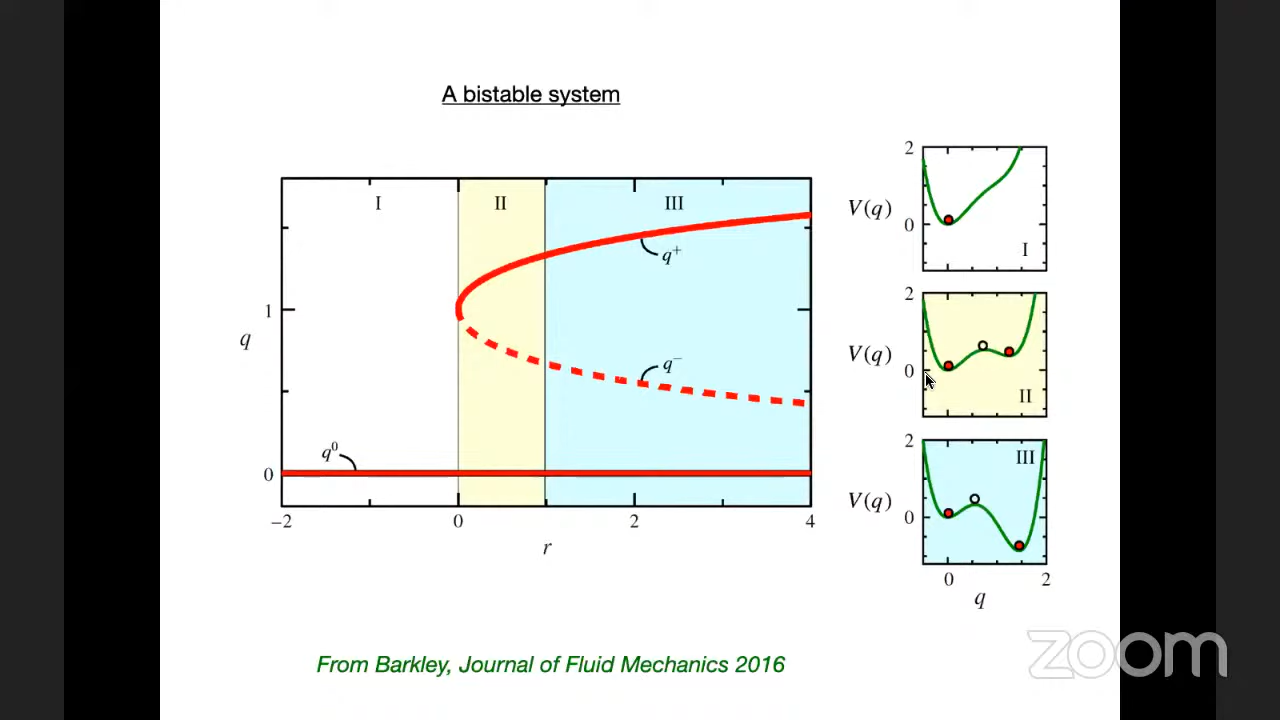 A bistable system
I II III
q⁺
q⁻
q⁰
1
q
0
−2 0 2 4
r
2
V(q)
0
I
2
V(q)
0
II
2
III
V(q)
0
0 2
q
From Barkley, Journal of Fluid Mechanics 2016
zoom